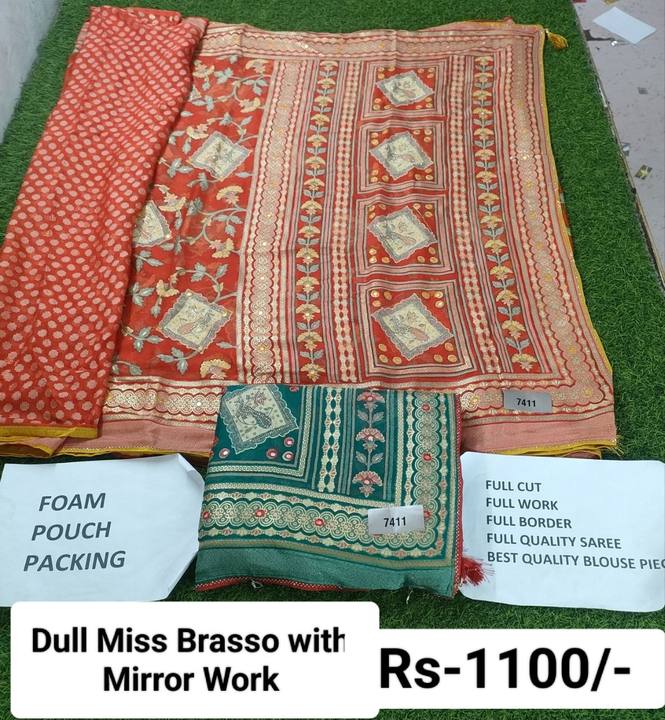 7411
7411
FOAM
POUCH
PACKING
FULL CUT
FULL WORK
FULL BORDER
FULL QUALITY SAREE
BEST QUALITY BLOUSE PIEC
Dull Miss Brasso with
Mirror Work
Rs-1100/-